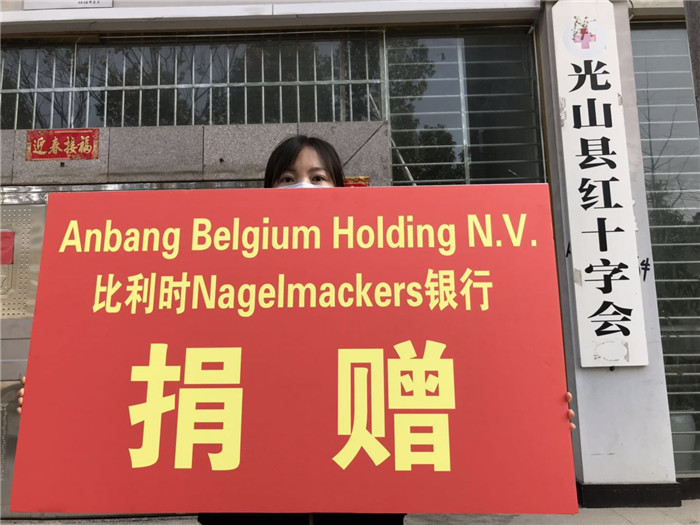 迎春接福
Anbang Belgium Holding N.V.
比利时Nagelmackers银行
捐赠
光山县红十字会